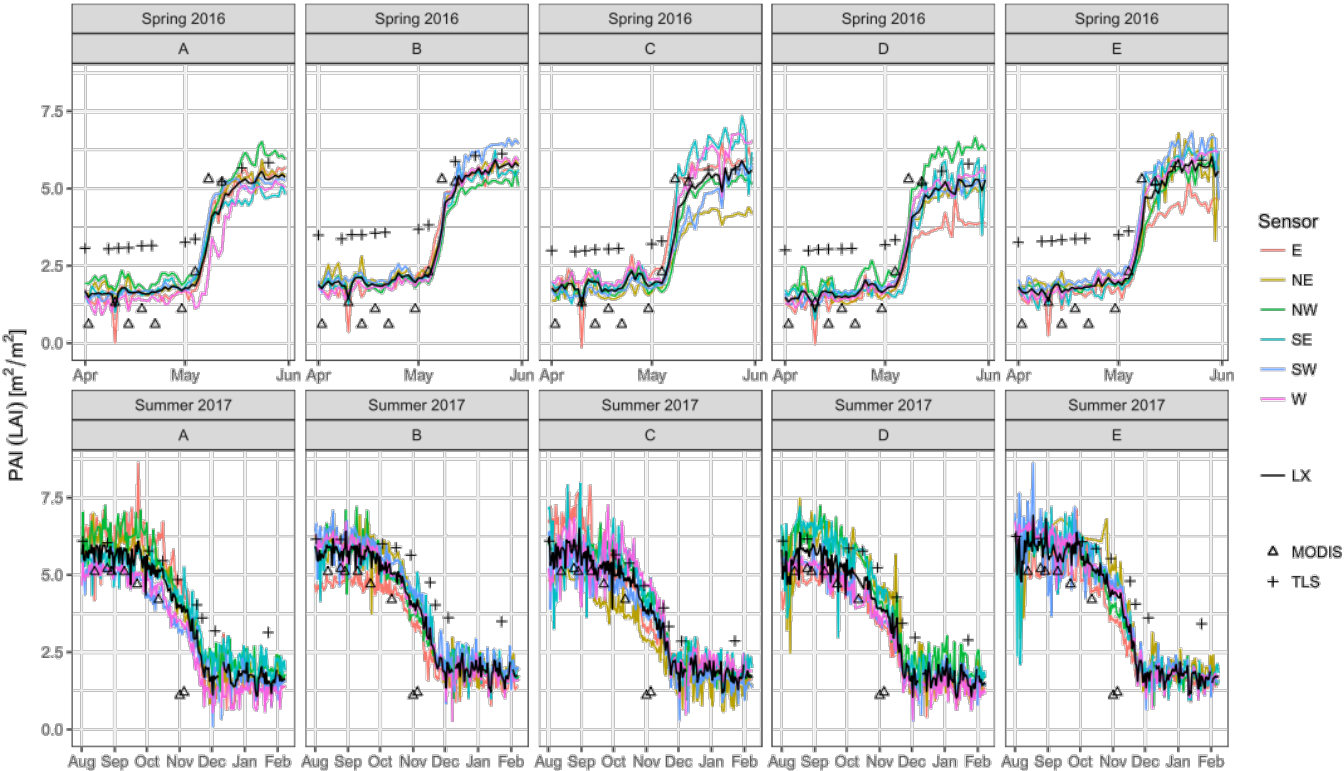 Spring 2016 Spring 2016 Spring 2016 Spring 2016 Spring 2016
A B C D E
7.5
5.0
2.5
0.0
Apr May Jun Apr May Jun Apr May Jun Apr May Jun Apr May Jun
PAI (LAI) [m²/m²]
Summer 2017 Summer 2017 Summer 2017 Summer 2017 Summer 2017
A B C D E
7.5
5.0
2.5
0.0
Aug Sep Oct Nov Dec Jan Feb Aug Sep Oct Nov Dec Jan Feb Aug Sep Oct Nov Dec Jan Feb Aug Sep Oct Nov Dec Jan Feb Aug Sep Oct Nov Dec Jan Feb
Sensor
E
NE
NW
SE
SW
W
LX
MODIS
TLS